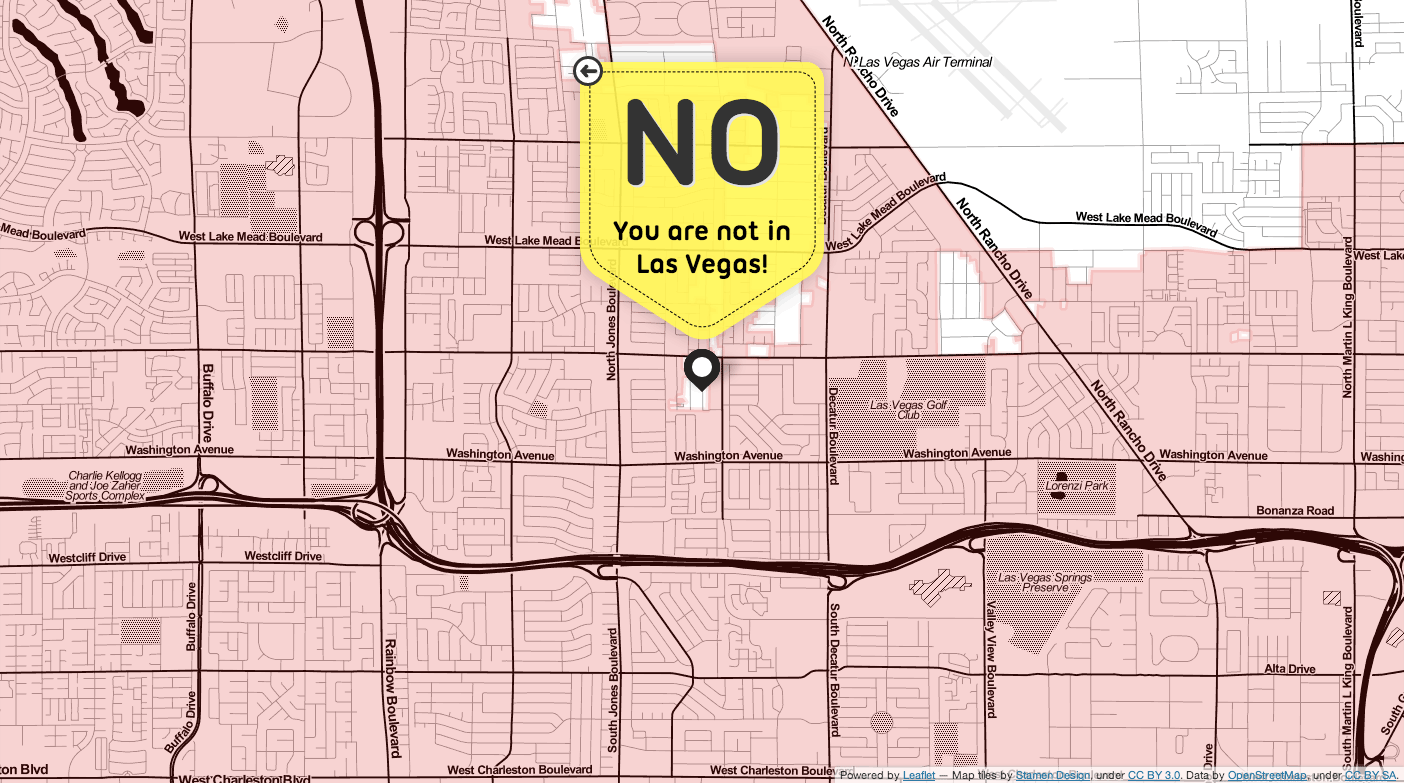 North Rancho Drive
N. Las Vegas Air Terminal
NO
You are not in
Las Vegas!
West Lake Mead Boulevard
North Rancho Drive
West Lake Mead Boulevard
Mead Boulevard
West Lake Mead Boulevard
West Lake Mead B
West Lake
North Jones Boul
North Martin L King Boulevard
Buffalo Drive
Decatur Boulevard
Las Vegas Golf
Club
North Rancho Drive
Washington Avenue
Washington Avenue
Washington Avenue
Washington Avenue
Washington Avenue
Washing
Charlie Kellogg
and Joe Zaher
Sports Complex
Lorenzi Park
Bonanza Road
Westcliff Drive
Westcliff Drive
Las Vegas Springs
Preserve
Buffalo Drive
Rainbow Boulevard
South Jones Boulevard
South Decatur Boulevard
Valley View Boulevard
Alta Drive
South Martin L King Boulevard
Buffalo Drive
Drive
ton Blvd
West Charleston Blvd
West Charleston Boulevard
West Charleston Boulevard
Powered by Leaflet — Map tiles by Stamen Design, under CC BY 3.0. Data by OpenStreetMap, under CC BY SA.